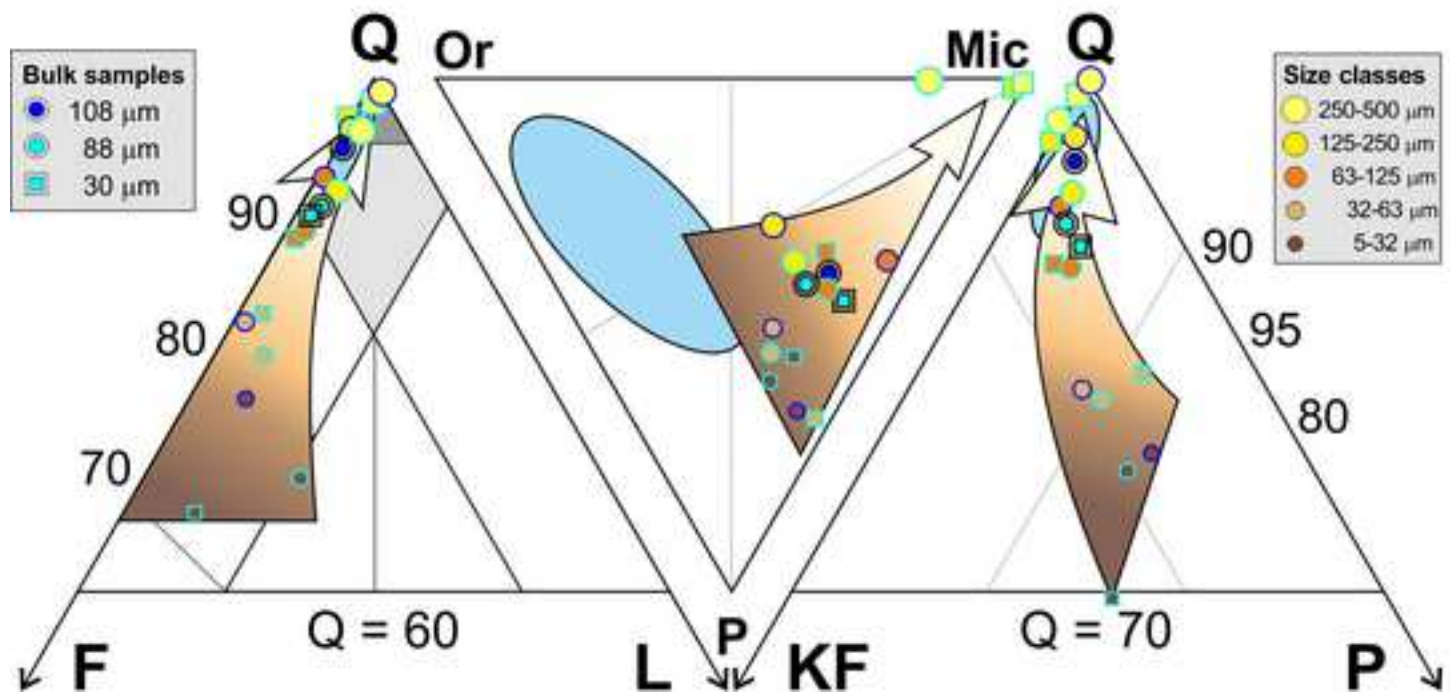 Q
Or
Mic
Q
Bulk samples
108 µm
88 µm
30 µm
Size classes
250-500 µm
125-250 µm
63-125 µm
32-63 µm
5-32 µm
90
80
70
90
95
80
Q = 60
P
Q = 70
F
L
KF
P